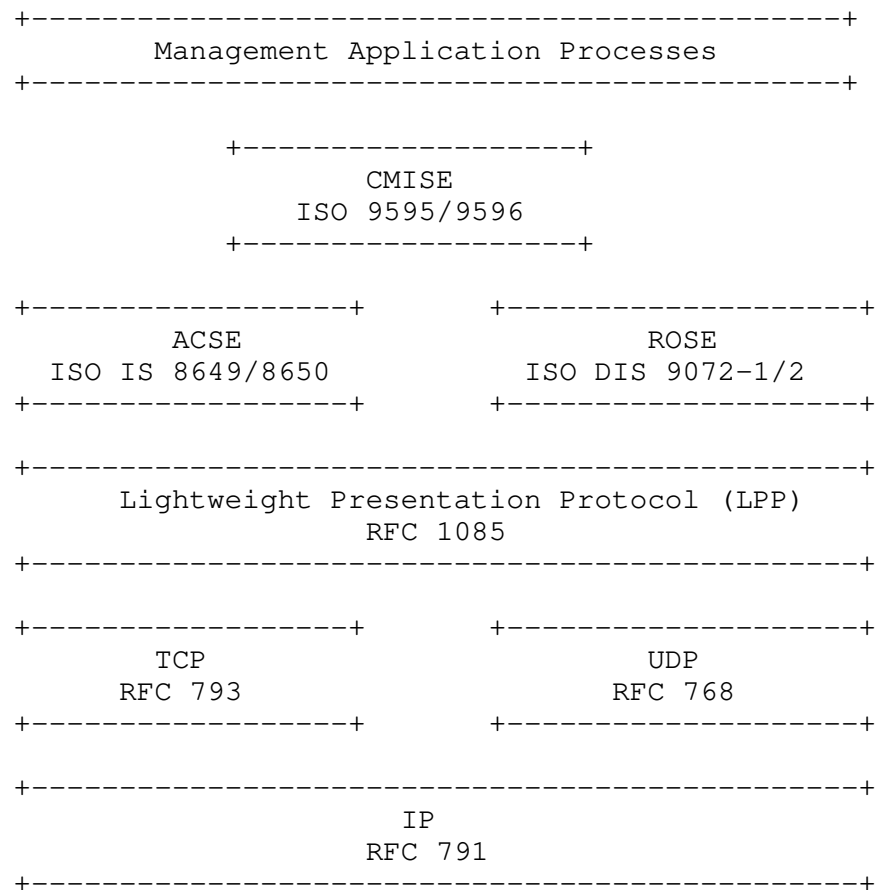 Management Application Processes
CMISE
ISO 9595/9596
ACSE ROSE
ISO IS 8649/8650 ISO DIS 9072-1/2
Lightweight Presentation Protocol (LPP)
RFC 1085
TCP UDP
RFC 793 RFC 768
IP
RFC 791